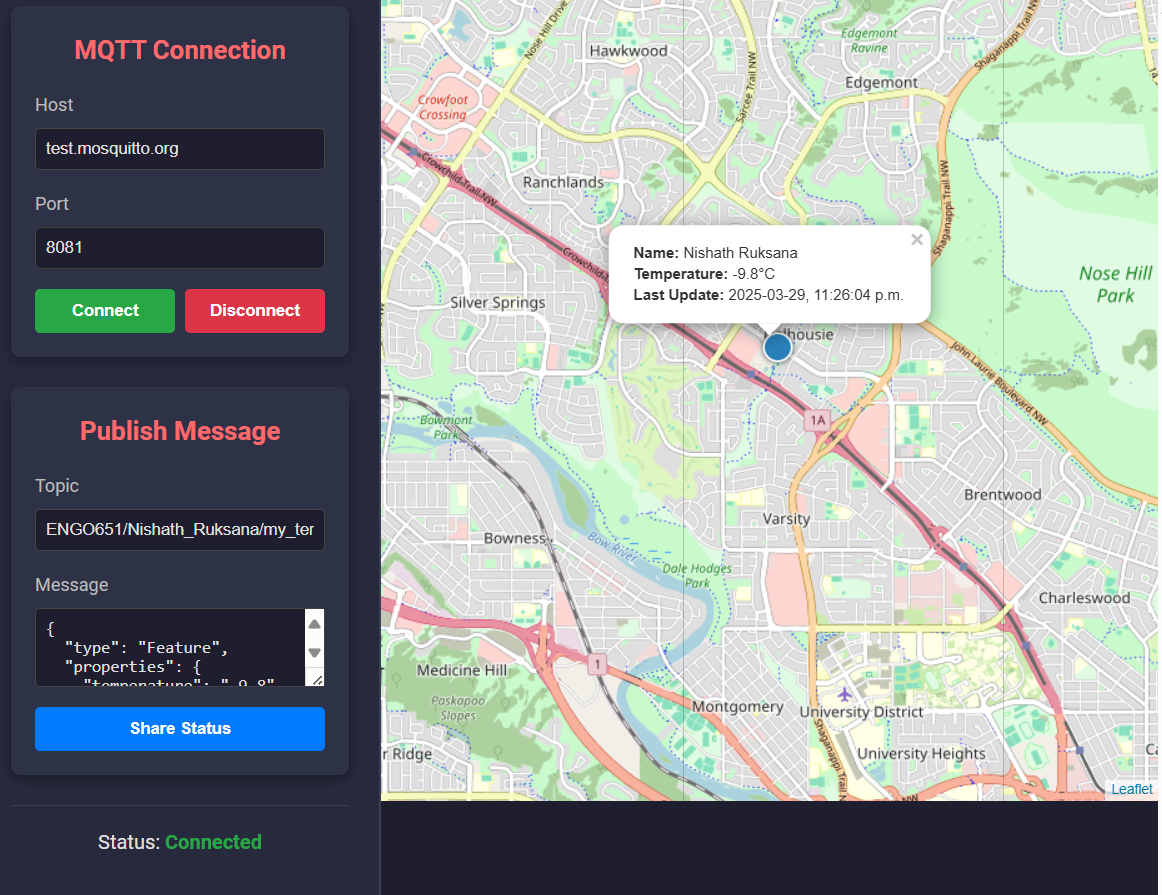 MQTT Connection
Host
test.mosquitto.org
Port
8081
Connect
Disconnect
Publish Message
Topic
ENGO651/Nishath_Ruksana/my_ter
Message
{
"type": "Feature",
"properties": {
"temperature": "-9.8"
Share Status
Status: Connected
Hawkwood
Nose Hill Drive
Sarcee Trail NW
Edgemont
Ravine
Edgemont
Shaganappi Trail NW
14
Crowfoot
Crossing
Crowchild Trail NW
Ranchlands
Shaganappi Trail NW
Crowchild Trail
×
Name: Nishath Ruksana
Temperature: -9.8°C
Last Update: 2025-03-29, 11:26:04 p.m.
Nose Hill
Park
Silver Springs
John Laurie Boulevard NW
Bowmont
Park
1A
Brentwood
Varsity
Bowness
Bow River
Dale Hodges
Park
Charleswood
1
Medicine Hill
Paskapoo
Slopes
Montgomery
University District
Shaganappi Trail
University Heights
r Ridge
NW
Ca
Leaflet